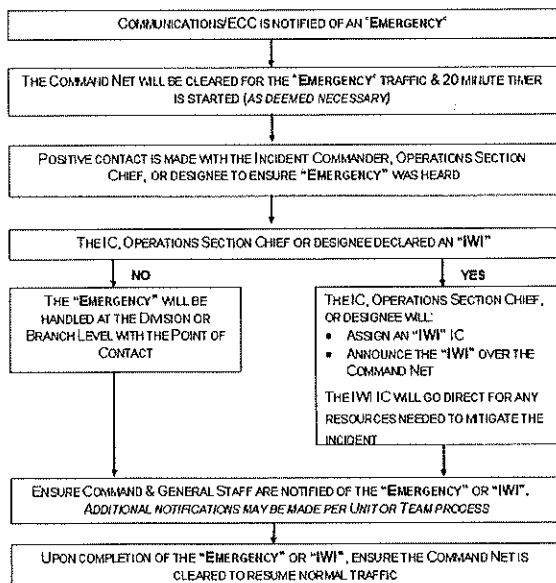 COMMUNICATIONS/ECC IS NOTIFIED OF AN "EMERGENCY"
THE COMMAND NET WILL BE CLEARED FOR THE "EMERGENCY" TRAFFIC & 20 MINUTE TIMER
IS STARTED (AS DEEMED NECESSARY)
POSITIVE CONTACT IS MADE WITH THE INCIDENT COMMANDER, OPERATIONS SECTION
CHIEF, OR DESIGNEE TO ENSURE "EMERGENCY" WAS HEARD
THE IC, OPERATIONS SECTION CHIEF OR DESIGNEE DECLARED AN "IWI"
NO
THE "EMERGENCY" WILL BE
HANDLED AT THE DIVISION OR
BRANCH LEVEL WITH THE POINT OF
CONTACT
YES
THE IC, OPERATIONS SECTION CHIEF,
OR DESIGNEE WILL:
• ASSIGN AN "IWI" IC
• ANNOUNCE THE "IWI" OVER THE
COMMAND NET
THE IWI IC WILL GO DIRECT FOR ANY
RESOURCES NEEDED TO MITIGATE THE
INCIDENT
ENSURE COMMAND & GENERAL STAFF ARE NOTIFIED OF THE "EMERGENCY" OR "IWI".
ADDITIONAL NOTIFICATIONS MAY BE MADE PER UNIT OR TEAM PROCESS
UPON COMPLETION OF THE "EMERGENCY" OR "IWI", ENSURE THE COMMAND NET IS
CLEARED TO RESUME NORMAL TRAFFIC